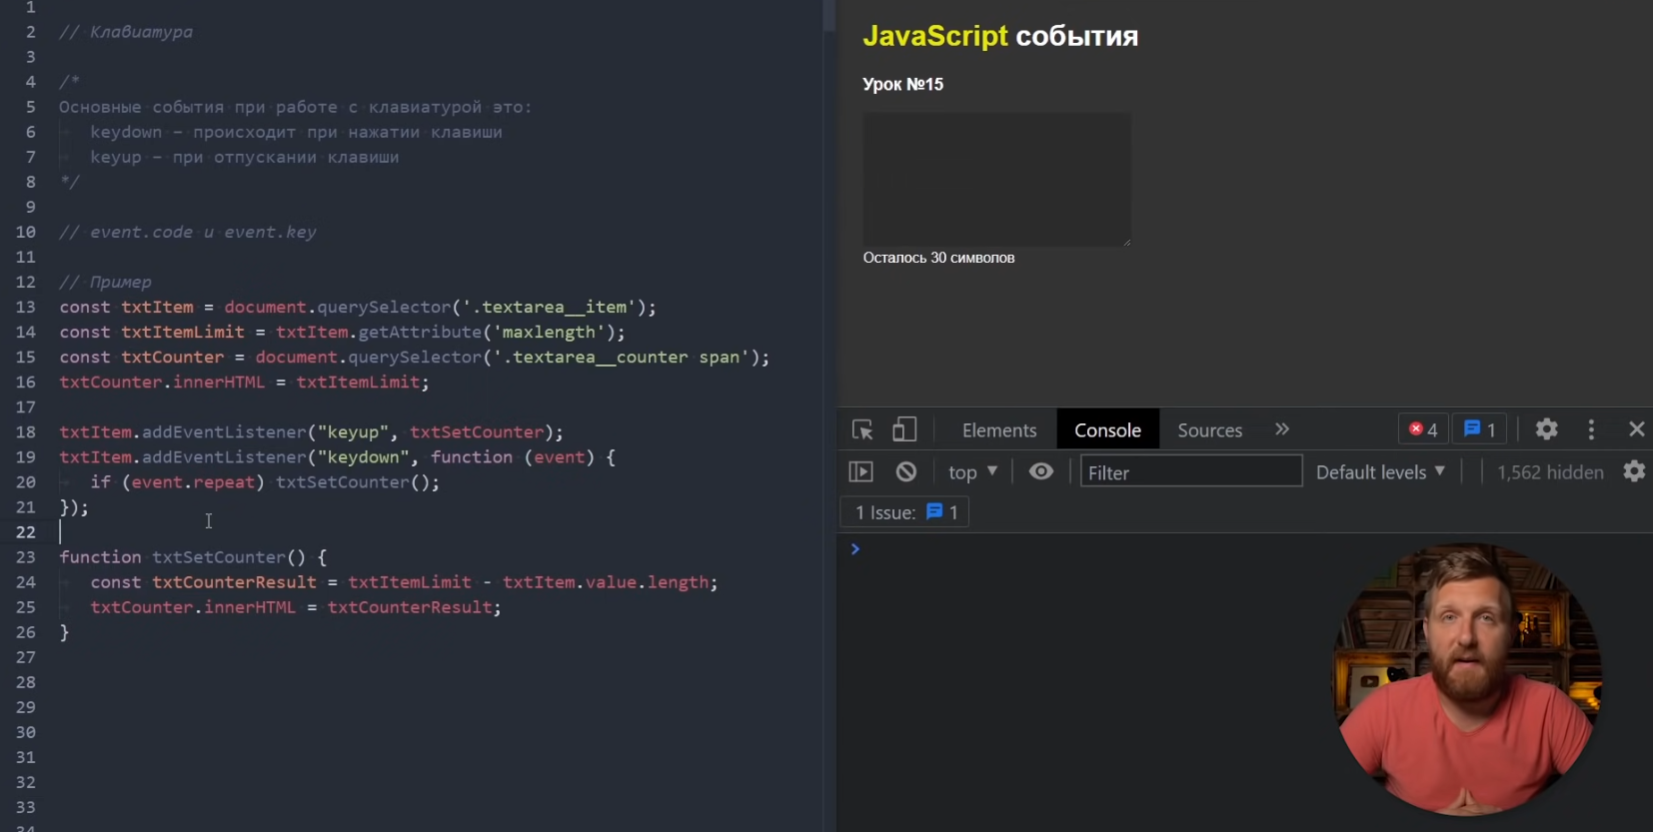 1
2 // Клавиатура
3
4 /*
5 Основные события при работе с клавиатурой это:
6 keydown – происходит при нажатии клавиши
7 keyup – при отпускании клавиши
8 */
9
10 // event.code и event.key
11
12 // Пример
13 const txtItem = document.querySelector('.textarea__item');
14 const txtItemLimit = txtItem.getAttribute('maxlength');
15 const txtCounter = document.querySelector('.textarea__counter span');
16 txtCounter.innerHTML = txtItemLimit;
17
18 txtItem.addEventListener("keyup", txtSetCounter);
19 txtItem.addEventListener("keydown", function (event) {
20 if (event.repeat) txtSetCounter();
21 });
22
23 function txtSetCounter() {
24 const txtCounterResult = txtItemLimit - txtItem.value.length;
25 txtCounter.innerHTML = txtCounterResult;
26 }
27
28
29
30
31
32
33
34
JavaScript события
Урок №15
Осталось 30 символов
Elements Console Sources » 4 1
top Filter Default levels 1,562 hidden
1 Issue: 1
>